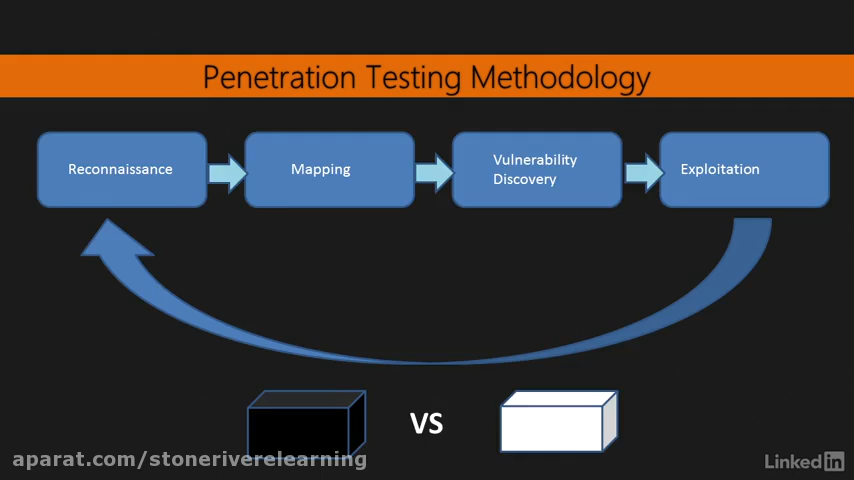 Penetration Testing Methodology
Reconnaissance
Mapping
Vulnerability
Discovery
Exploitation
VS
aparat.com/stoneriverelearning
Linked in